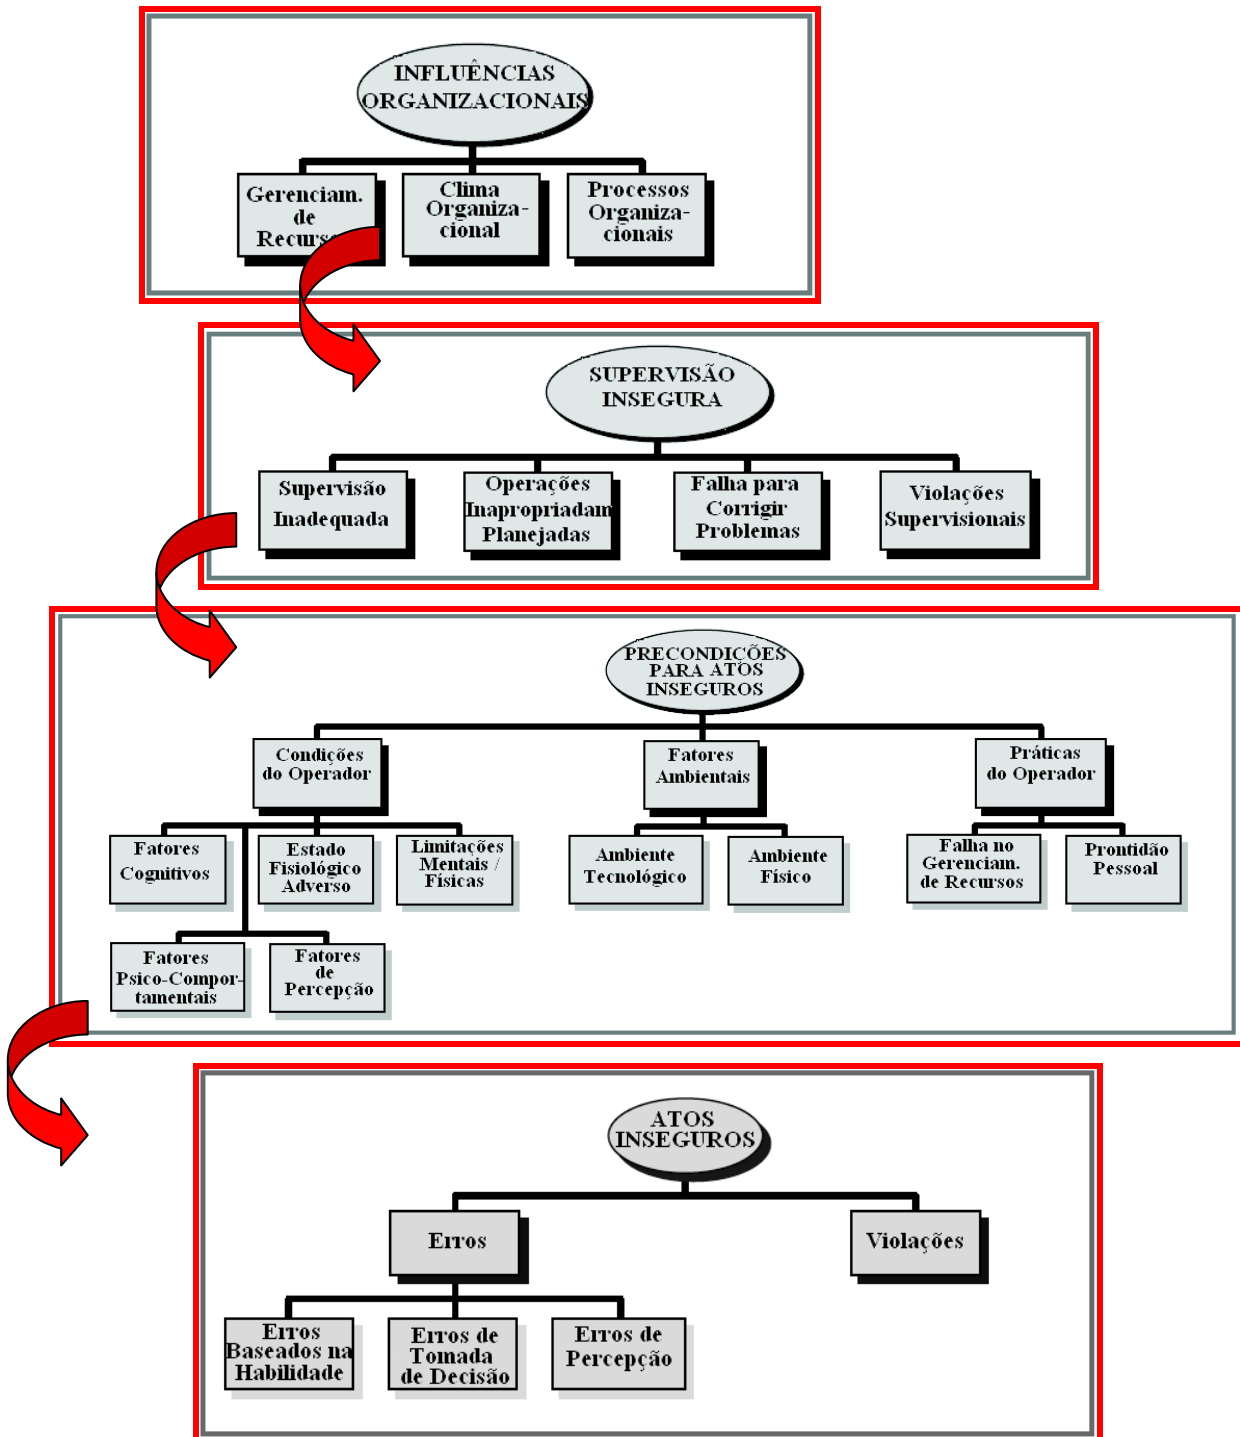 INFLUÊNCIAS
ORGANIZACIONAIS
Gerenciam.
de
Recurs
Clima
Organiza-
cional
Processos
Organiza-
cionais
SUPERVISÃO
INSEGURA
Supervisão
Inadequada
Operações
Inapropriadam
Planejadas
Falha para
Corrigir
Problemas
Violações
Supervisionais
PRECONDIÇÕES
PARA ATOS
INSEGUROS
Condições
do Operador
Fatores
Ambientais
Práticas
do Operador
Fatores
Cognitivos
Estado
Fisiológico
Adverso
Limitações
Mentais /
Físicas
Ambiente
Tecnológico
Ambiente
Físico
Falha no
Gerenciam.
de Recursos
Prontidão
Pessoal
Fatores
Psico-Compor-
tamentais
Fatores
de
Percepção
ATOS
INSEGUROS
Erros
Violações
Erros
Baseados na
Habilidade
Erros de
Tomada
de Decisão
Erros de
Percepção